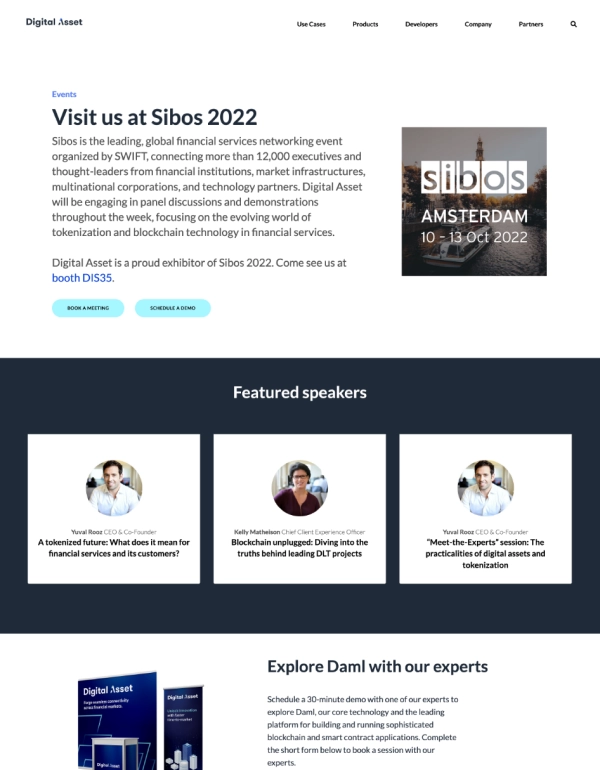 Digital Asset
Use Cases
Products
Developers
Company
Partners
Events
Visit us at Sibos 2022
Sibos is the leading, global financial services networking event
organized by SWIFT, connecting more than 12,000 executives and
thought-leaders from financial institutions, market infrastructures,
multinational corporations, and technology partners. Digital Asset
will be engaging in panel discussions and demonstrations
throughout the week, focusing on the evolving world of
tokenization and blockchain technology in financial services.
Digital Asset is a proud exhibitor of Sibos 2022. Come see us at
booth DIS35.
BOOK A MEETING
SCHEDULE A DEMO
sibos
AMSTERDAM
10 – 13 Oct 2022
Featured speakers
Yuval Rooz CEO & Co-Founder
A tokenized future: What does it mean for
financial services and its customers?
Kelly Matheison Chief Client Experience Officer
Blockchain unplugged: Diving into the
truths behind leading DLT projects
Yuval Rooz CEO & Co-Founder
“Meet-the-Experts” session: The
practicalities of digital assets and
tokenization
Digital Asset
Digital Asset
Explore Daml with our experts
Schedule a 30-minute demo with one of our experts to
explore Daml, our core technology and the leading
platform for building and running sophisticated
blockchain and smart contract applications. Complete
the short form below to book a session with our
experts.